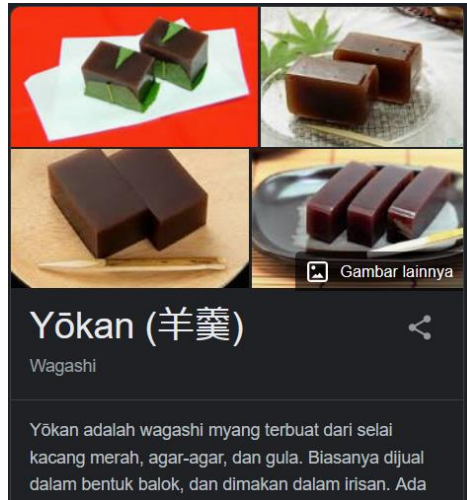 Gambar lainnya
Yōkan (羊羹)
Wagashi
Yōkan adalah wagashi myang terbuat dari selai
kacang merah, agar-agar, dan gula. Biasanya dijual
dalam bentuk balok, dan dimakan dalam irisan. Ada